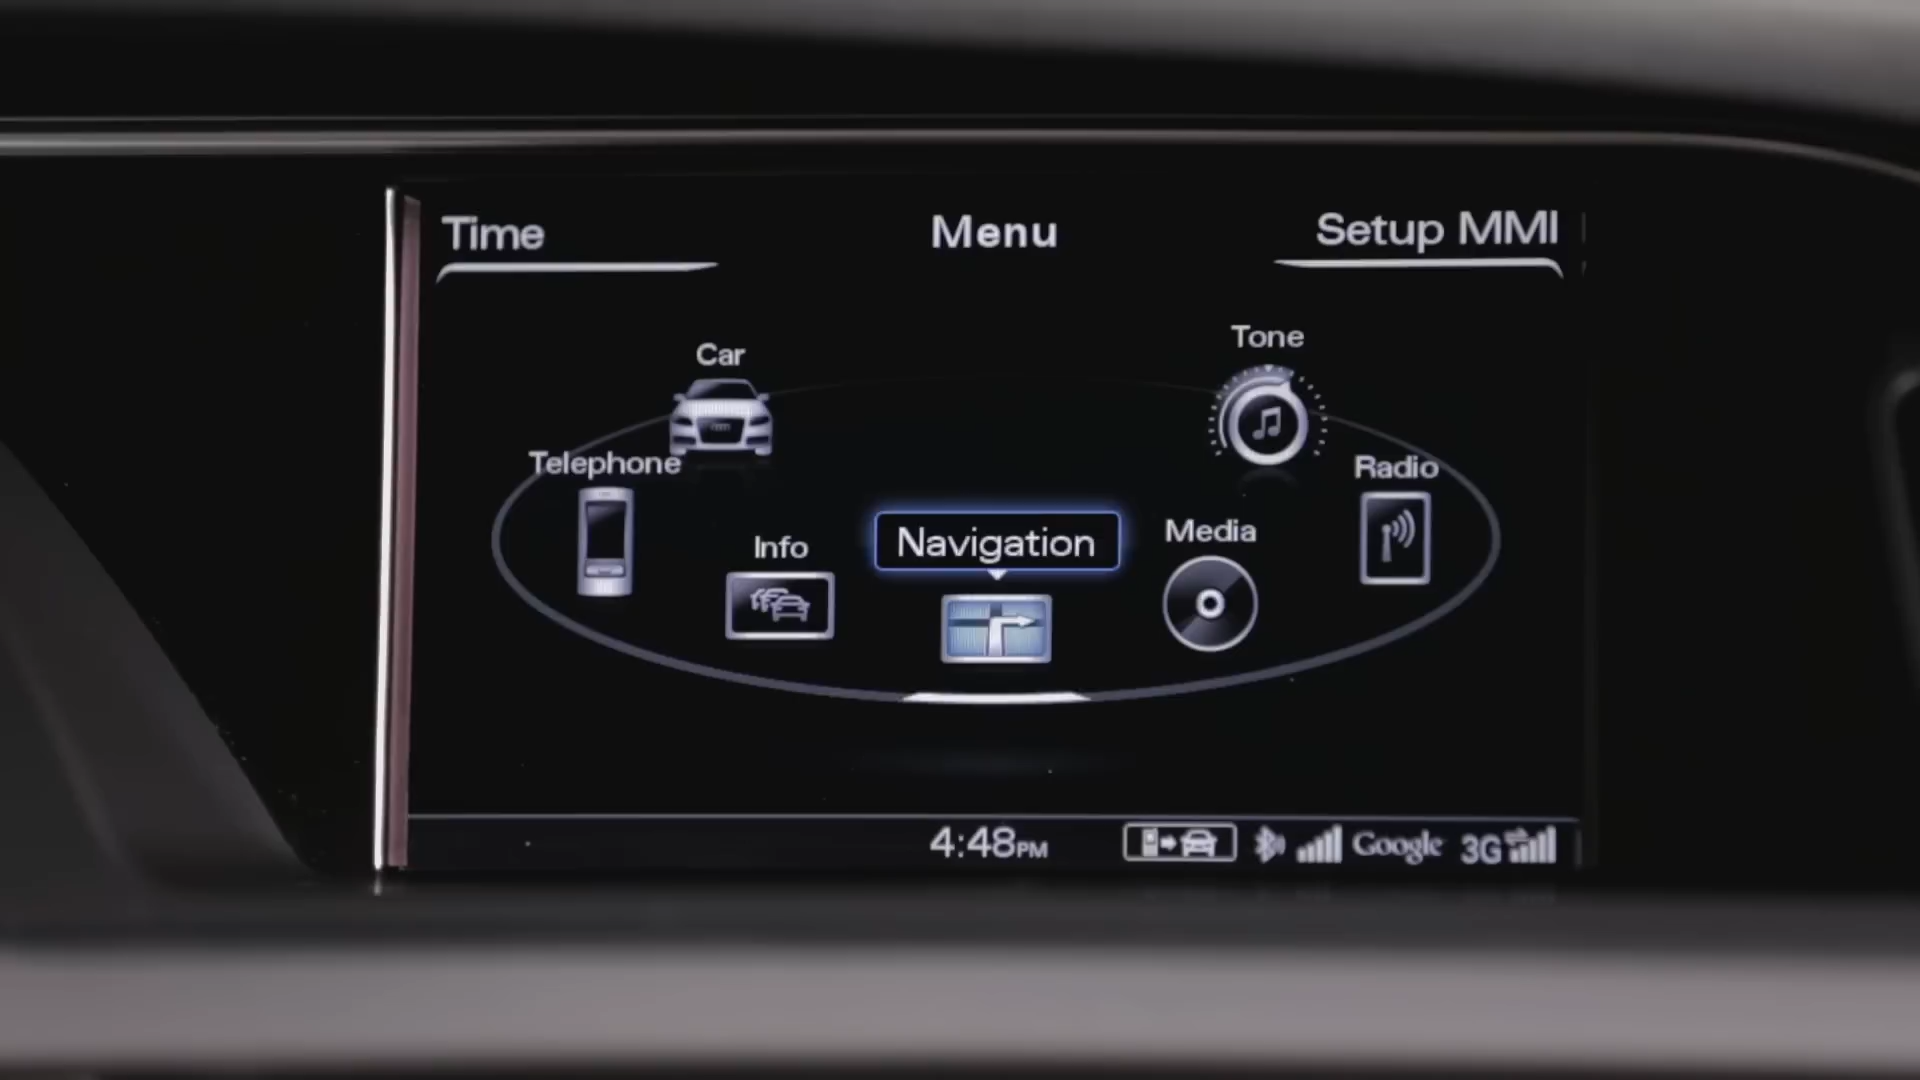 Time Menu Setup MMI
Tone
Car
Telephone
Radio
Media
Navigation
Info
4:48PM
Google 3G